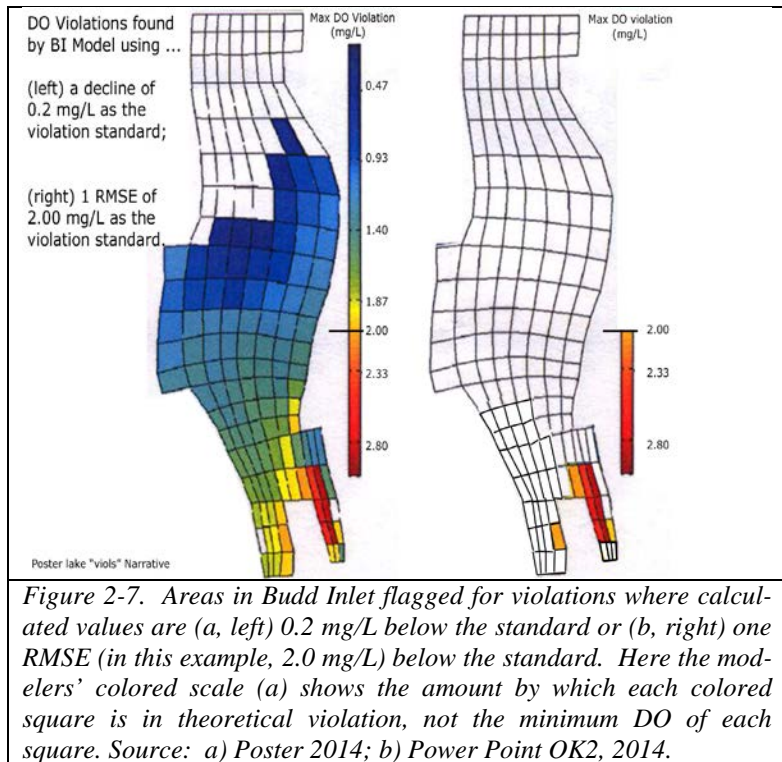 DO Violations found
by BI Model using ...
(left) a decline of
0.2 mg/L as the
violation standard;
(right) 1 RMSE of
2.00 mg/L as the
violation standard.
Poster lake "viols" Narrative
Max DO Violation
(mg/L)
0.47
0.93
1.40
1.87
2.00
2.33
2.80
Max DO violation
(mg/L)
2.00
2.33
2.80
Figure 2-7. Areas in Budd Inlet flagged for violations where calcul-
ated values are (a, left) 0.2 mg/L below the standard or (b, right) one
RMSE (in this example, 2.0 mg/L) below the standard. Here the mod-
elers' colored scale (a) shows the amount by which each colored
square is in theoretical violation, not the minimum DO of each
square. Source: a) Poster 2014; b) Power Point OK2, 2014.